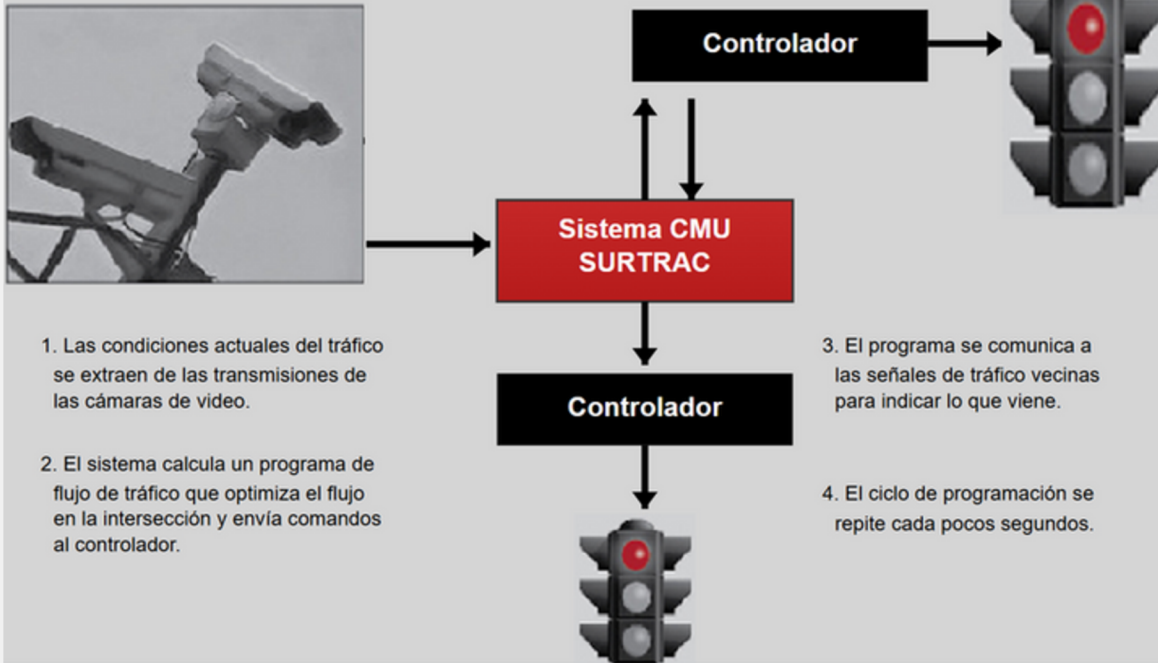 Controlador
Sistema CMU
SURTRAC
Controlador
1. Las condiciones actuales del tráfico
se extraen de las transmisiones de
las cámaras de video.
2. El sistema calcula un programa de
flujo de tráfico que optimiza el flujo
en la intersección y envía comandos
al controlador.
3. El programa se comunica a
las señales de tráfico vecinas
para indicar lo que viene.
4. El ciclo de programación se
repite cada pocos segundos.